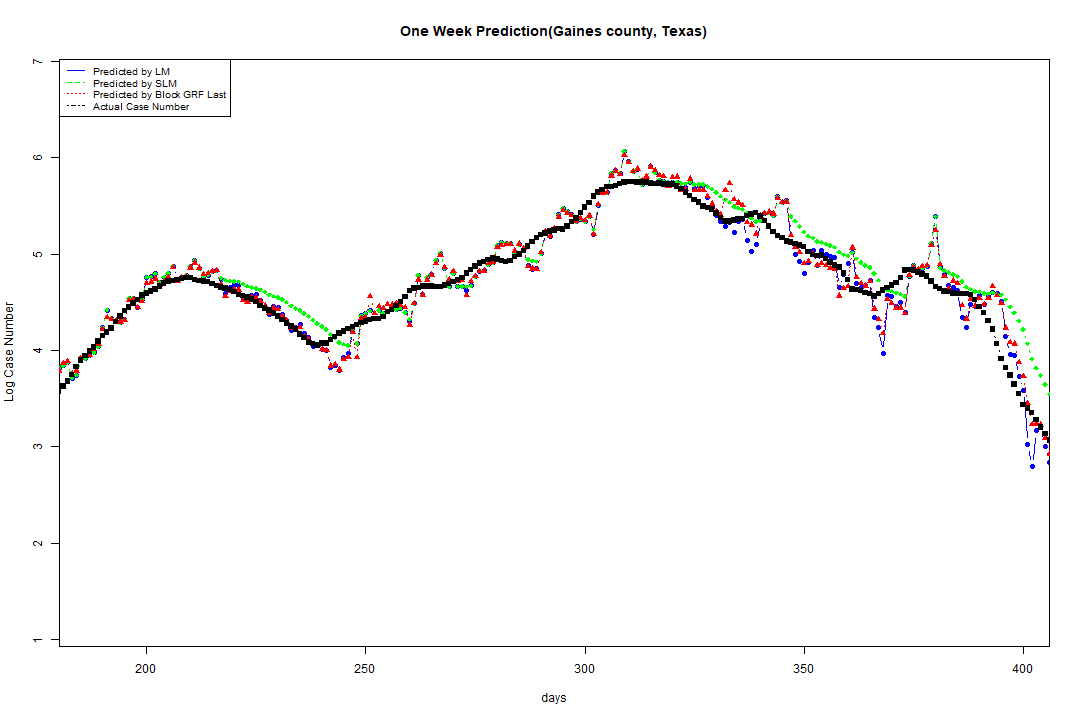 One Week Prediction(Gaines county, Texas)
Predicted by LM
Predicted by SLM
Predicted by Block GRF Last
Actual Case Number
7
6
5
4
3
2
1
Log Case Number
200 250 300 350 400
days